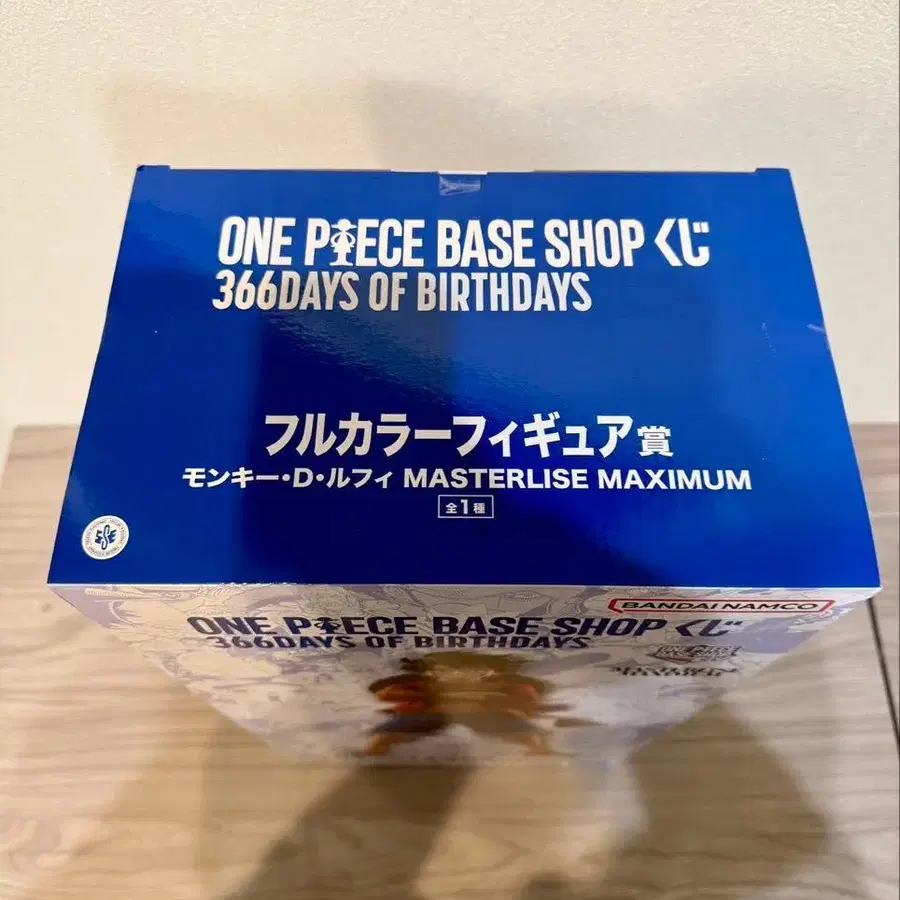 ONE PIECE BASE SHOP くじ
366DAYS OF BIRTHDAYS
フルカラーフィギュア賞
モンキー・D・ルフィ MASTERLISE MAXIMUM
全1種
BANDAI NAMCO
ONE PIECE BASE SHOP くじ
366DAYS OF BIRTHDAYS